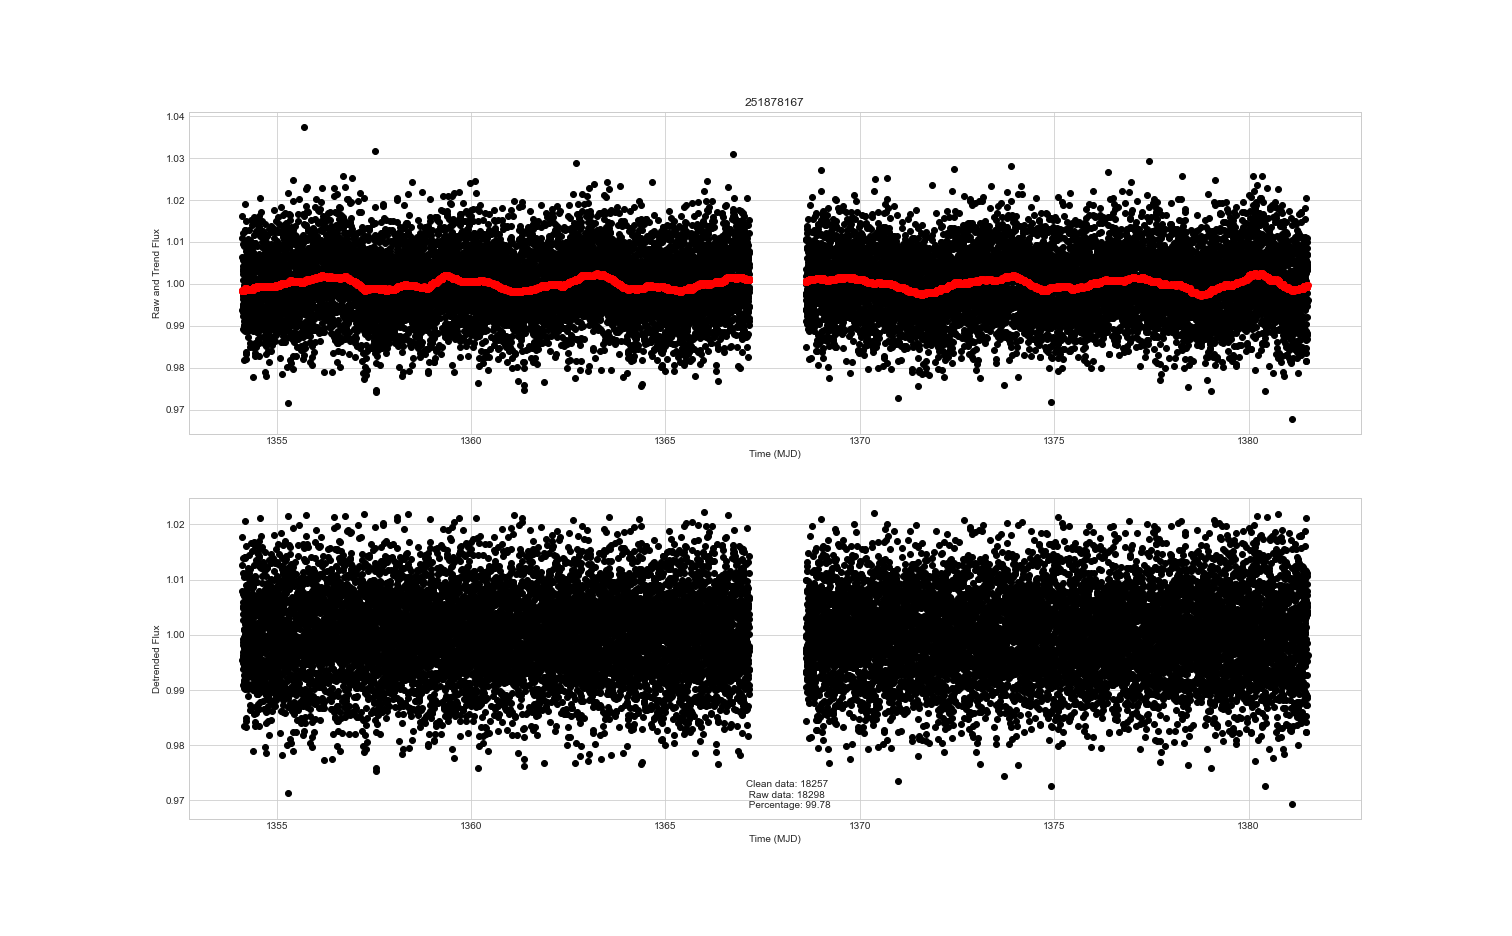 251878167
1.04
1.03
1.02
1.01
1.00
0.99
0.98
0.97
Raw and Trend Flux
1355 1360 1365 1370 1375 1380
Time (MJD)
1.02
1.01
1.00
0.99
0.98
0.97
Detrended Flux
Clean data: 18257
Raw data: 18298
Percentage: 99.78
1355 1360 1365 1370 1375 1380
Time (MJD)